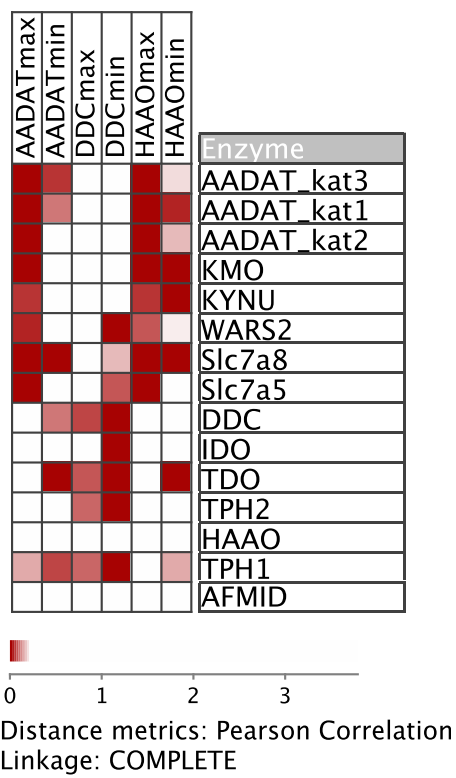 AADATmax
AADATmin
DDCmax
DDCmin
HAAOmax
HAAOmin
Enzyme
AADAT_kat3
AADAT_kat1
AADAT_kat2
KMO
KYNU
WARS2
Slc7a8
Slc7a5
DDC
IDO
TDO
TPH2
HAAO
TPH1
AFMID
0 1 2 3
Distance metrics: Pearson Correlation
Linkage: COMPLETE